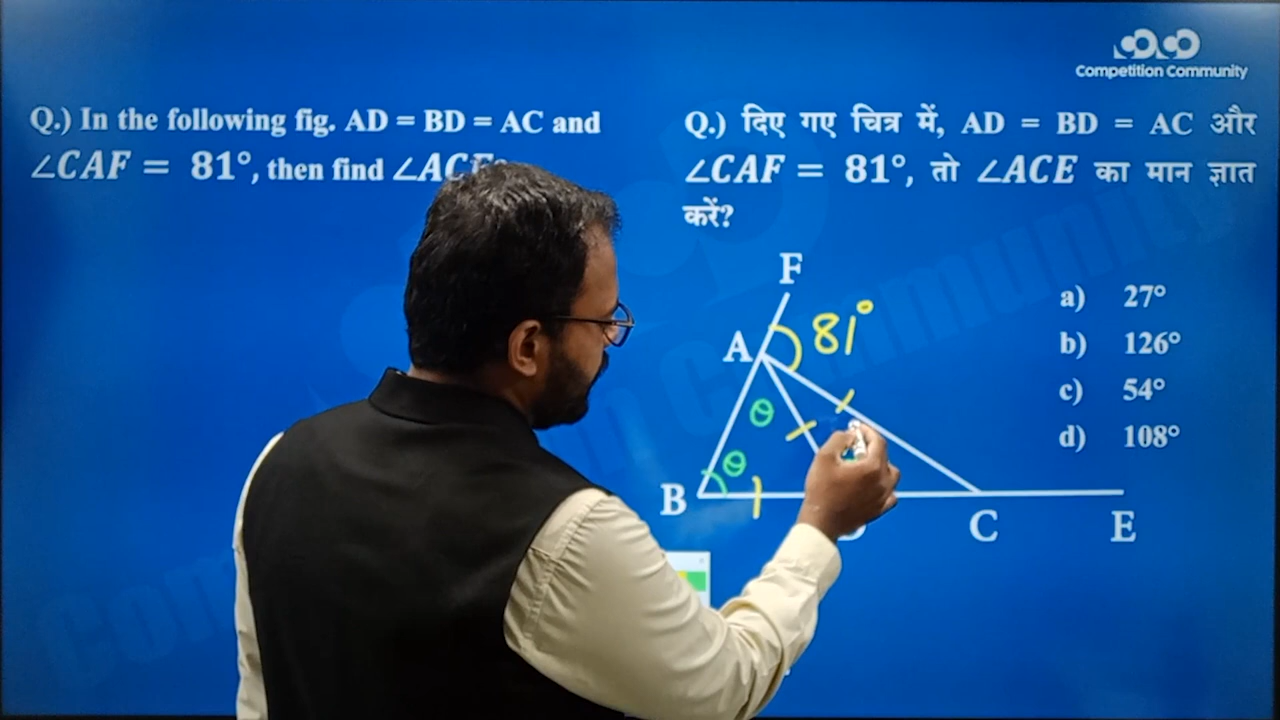 Competition Community
Q.) In the following fig. AD = BD = AC and
∠CAF = 81°, then find
Q.) दिए गए चित्र में, AD = BD = AC और
∠CAF = 81°, तो ∠ACE का मान ज्ञात
करें?
F
A
81°
θ
θ
B
C
E
a) 27°
b) 126°
c) 54°
d) 108°